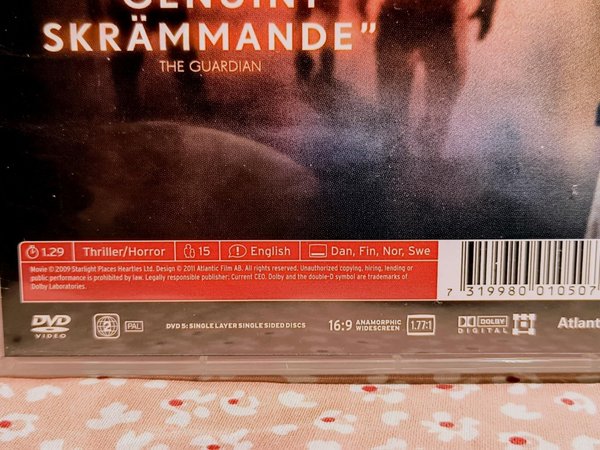 GENUINT
SKRÄMMANDE”
THE GUARDIAN
1.29 Thriller/Horror 15 English Dan, Fin, Nor, Swe
Movie © 2009 Starlight Places Heartles Ltd. Design © 2011 Atlantic Film AB. All rights reserved. Unauthorized copying, hiring, lending or
public performance is prohibited by law. Legally responsible publisher: Current CEO. Dolby and the double-D symbol are trademarks of
Dolby Laboratories.
7 319980 010507
DVD VIDEO 2 PAL DVD 5: SINGLE LAYER SINGLE SIDED DISCS 16:9 ANAMORPHIC WIDESCREEN 1.77:1 DOLBY DIGITAL Atlant